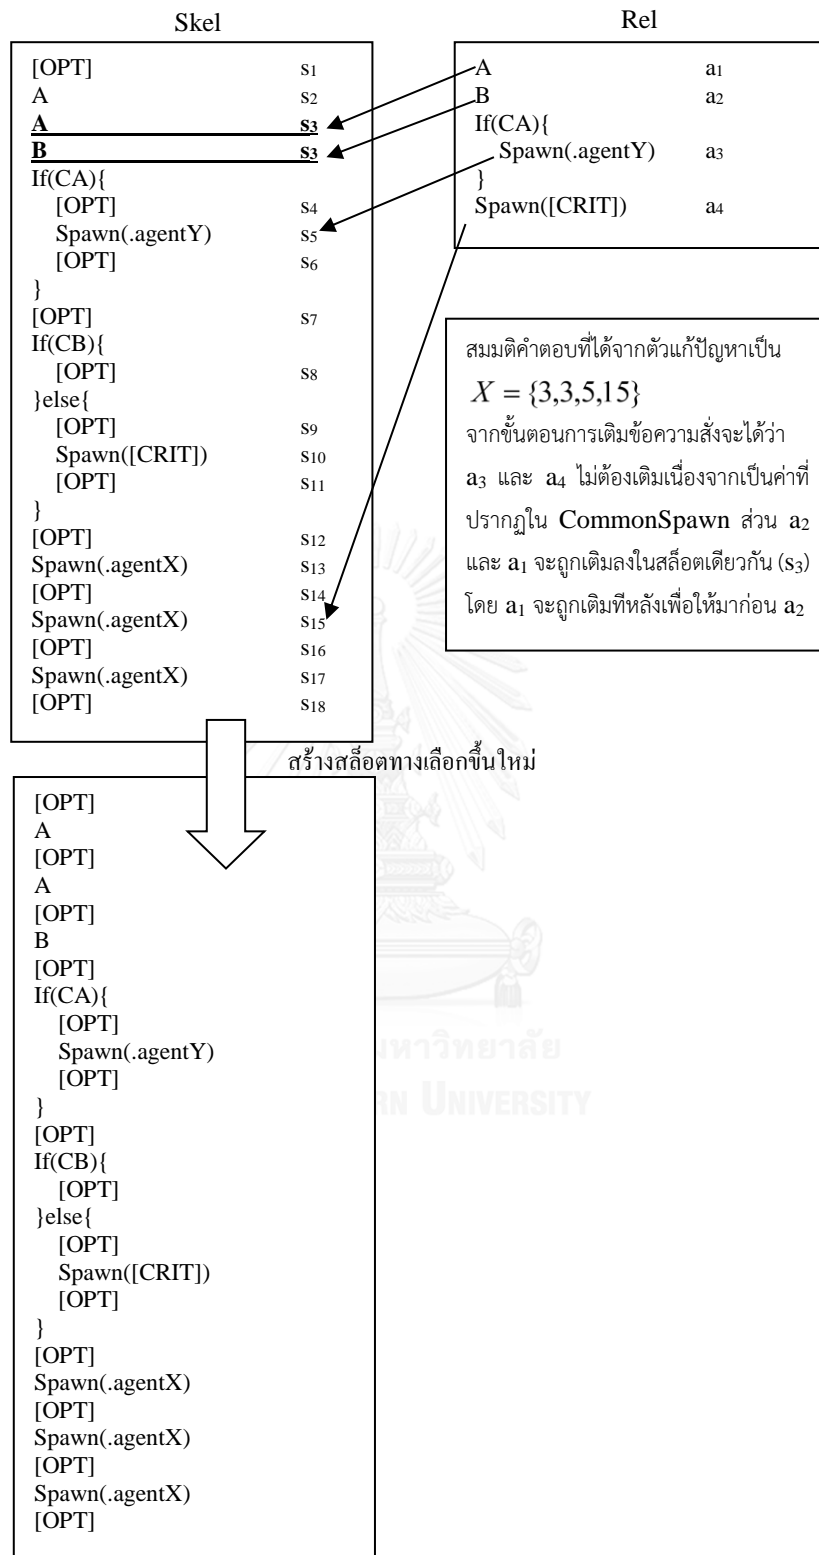 Skel
[OPT] s1
A s2
A s3
B s3
If(CA){
[OPT] s4
Spawn(.agentY) s5
[OPT] s6
}
[OPT] s7
If(CB){
[OPT] s8
}else{
[OPT] s9
Spawn([CRIT]) s10
[OPT] s11
}
[OPT] s12
Spawn(.agentX) s13
[OPT] s14
Spawn(.agentX) s15
[OPT] s16
Spawn(.agentX) s17
[OPT] s18
Rel
A a1
B a2
If(CA){
Spawn(.agentY) a3
}
Spawn([CRIT]) a4
สมมติคำตอบที่ได้จากตัวแก้ปัญหาเป็น
X = {3,3,5,15}
จากขั้นตอนการเติมข้อความสั่งจะได้ว่า
a3 และ a4 ไม่ต้องเติมเนื่องจากเป็นค่าที่
ปรากฏใน CommonSpawn ส่วน a2
และ a1 จะถูกเติมลงในสล็อตเดียวกัน (s3)
โดย a1 จะถูกเติมทีหลังเพื่อให้มาก่อน a2
สร้างสล็อตทางเลือกขึ้นใหม่
[OPT]
A
[OPT]
A
[OPT]
B
[OPT]
If(CA){
[OPT]
Spawn(.agentY)
[OPT]
}
[OPT]
If(CB){
[OPT]
}else{
[OPT]
Spawn([CRIT])
[OPT]
}
[OPT]
Spawn(.agentX)
[OPT]
Spawn(.agentX)
[OPT]
Spawn(.agentX)
[OPT]
มหาวิทยาลัย
RN UNIVERSITY